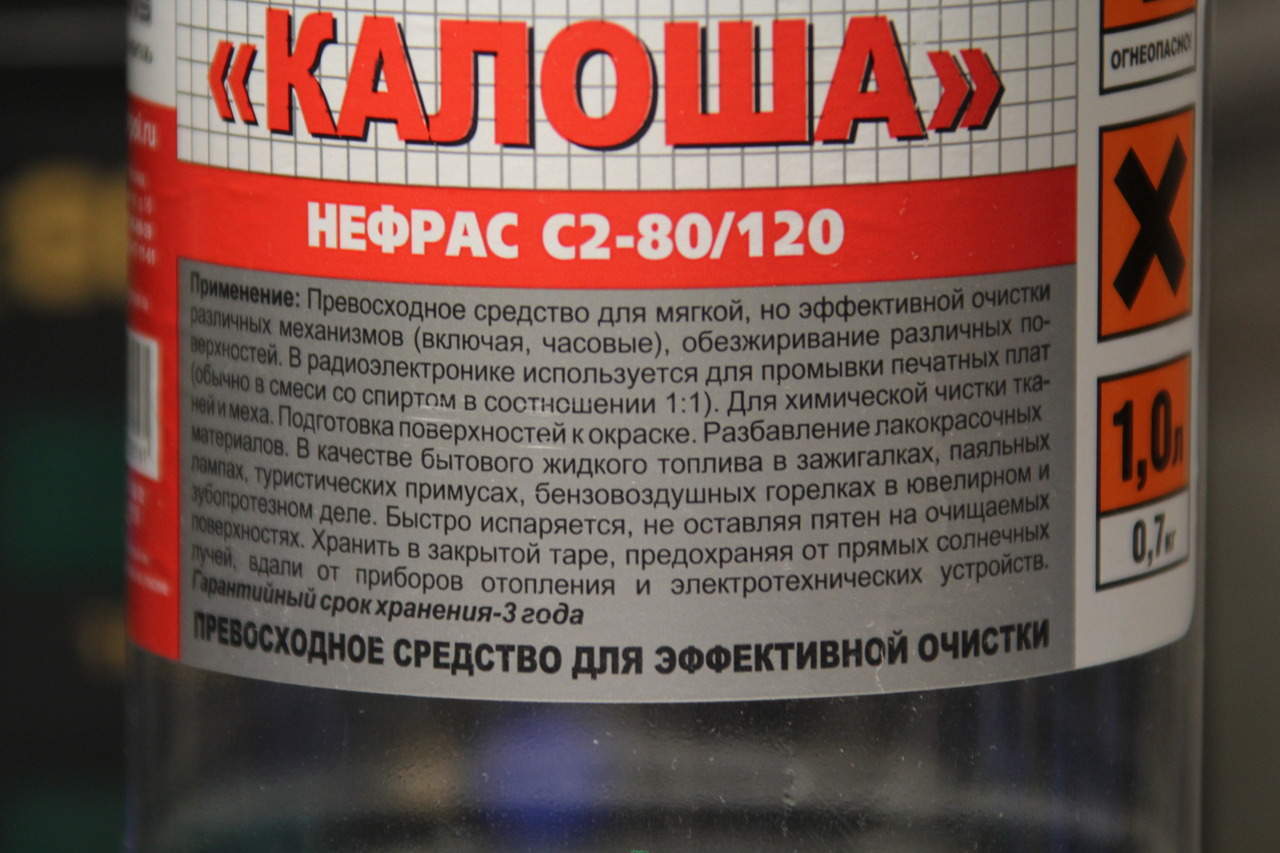 «КАЛОША»
НЕФРАС С2-80/120
Применение: Превосходное средство для мягкой, но эффективной очистки
различных механизмов (включая, часовые), обезжиривание различных по-
верхностей. В радиоэлектронике используется для промывки печатных плат
(обычно в смеси со спиртом в состношении 1:1). Для химической чистки тка-
ней и меха. Подготовка поверхностей к окраске. Разбавление лакокрасочных
материалов. В качестве бытового жидкого топлива в зажигалках, паяльных
лампах, туристических примусах, бензовоздушных горелках в ювелирном и
зубопротезном деле. Быстро испаряется, не оставляя пятен на очищаемых
поверхностях. Хранить в закрытой таре, предохраняя от прямых солнечных
лучей, вдали от приборов отопления и электротехнических устройств.
Гарантийный срок хранения-3 года
ПРЕВОСХОДНОЕ СРЕДСТВО ДЛЯ ЭФФЕКТИВНОЙ ОЧИСТКИ
ОГНЕОПАСНО!
1,0л
0,7кг